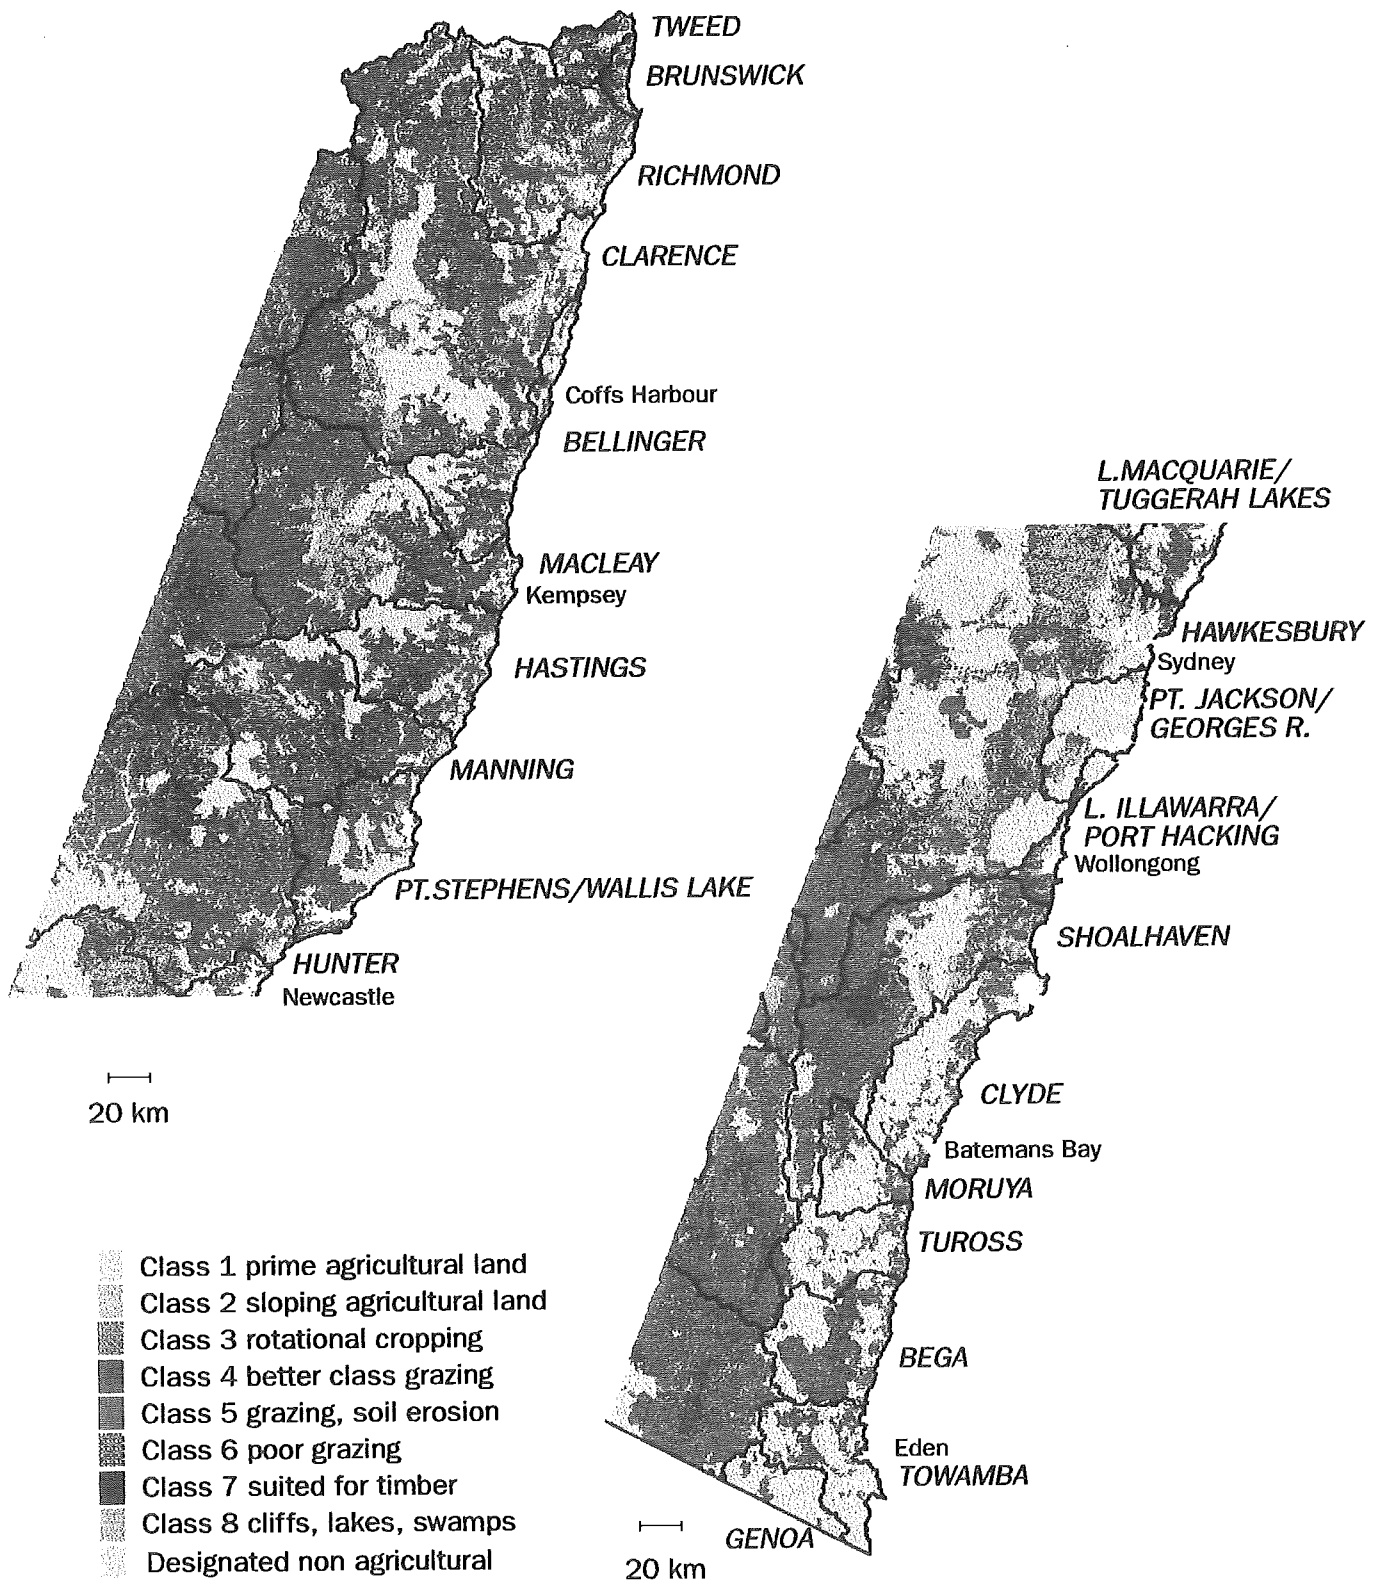 TWEED
BRUNSWICK
RICHMOND
CLARENCE
Coffs Harbour
BELLINGER
MACLEAY
Kempsey
HASTINGS
MANNING
PT.STEPHENS/WALLIS LAKE
HUNTER
Newcastle
20 km
L.MACQUARIE/
TUGGERAH LAKES
HAWKESBURY
Sydney
PT. JACKSON/
GEORGES R.
L. ILLAWARRA/
PORT HACKING
Wollongong
SHOALHAVEN
CLYDE
Batemans Bay
MORUYA
TUROSS
BEGA
Eden
TOWAMBA
GENOA
20 km
Class 1 prime agricultural land
Class 2 sloping agricultural land
Class 3 rotational cropping
Class 4 better class grazing
Class 5 grazing, soil erosion
Class 6 poor grazing
Class 7 suited for timber
Class 8 cliffs, lakes, swamps
Designated non agricultural